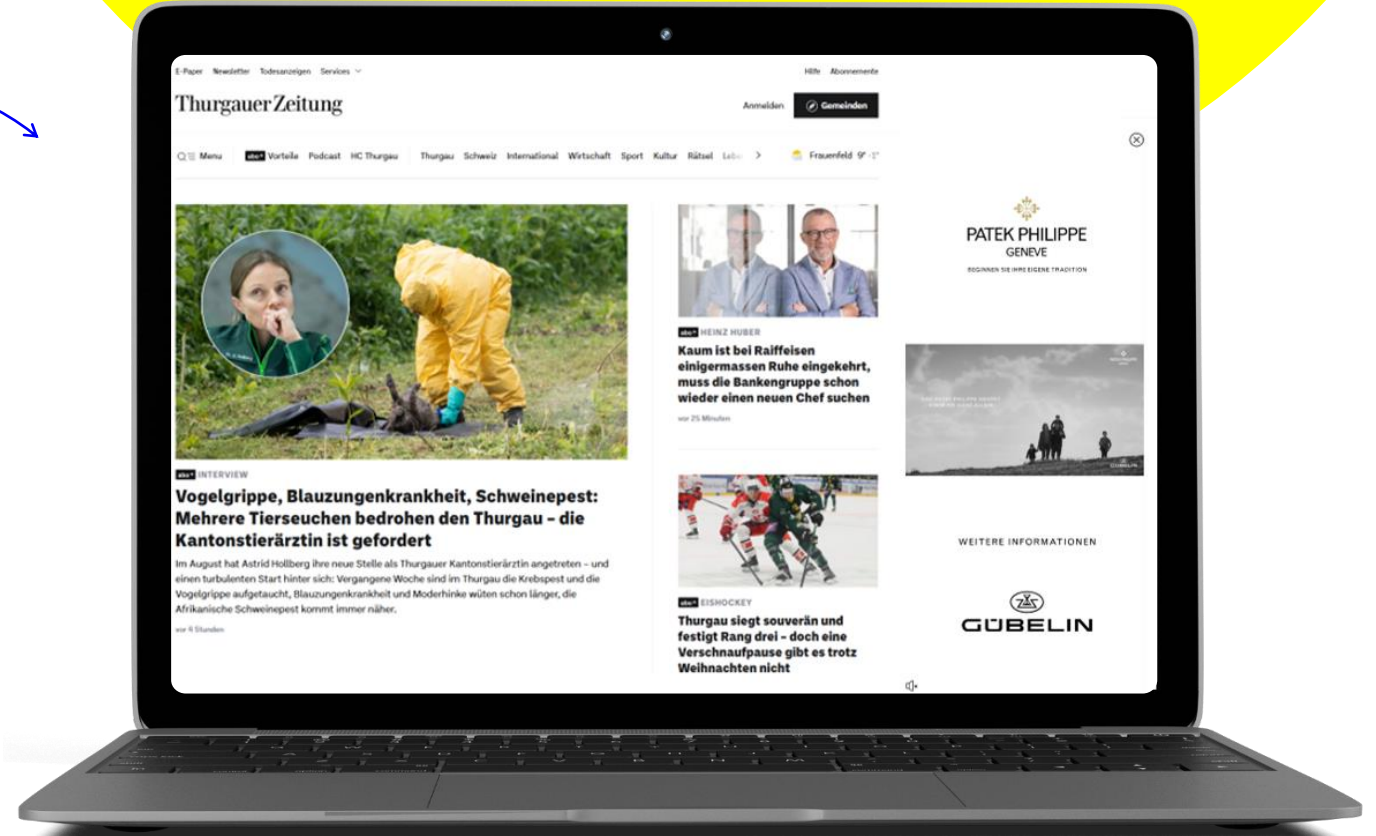 E-Paper Newsletter Todesanzeigen Services
Hilfe Abonnemente
Thurgauer Zeitung
Anmelden
Gemeinden
Menu abo+ Vorteile Podcast HC Thurgau Thurgau Schweiz International Wirtschaft Sport Kultur Rätsel
Frauenfeld 9°
abo+ INTERVIEW
Vogelgrippe, Blauzungenkrankheit, Schweinepest:
Mehrere Tierseuchen bedrohen den Thurgau – die
Kantonstierärztin ist gefordert
Im August hat Astrid Hollberg ihre neue Stelle als Thurgauer Kantonstierärztin angetreten – und
einen turbulenten Start hinter sich: Vergangene Woche sind im Thurgau die Krebspest und die
Vogelgrippe aufgetaucht, Blauzungenkrankheit und Moderhinke wüten schon länger, die
Afrikanische Schweinepest kommt immer näher.
Stunden
abo+ HEINZ HUBER
Kaum ist bei Raiffeisen
einigermassen Ruhe eingekehrt,
muss die Bankengruppe schon
wieder einen neuen Chef suchen
vor 25 Minuten
abo+ EISHOCKEY
Thurgau siegt souverän und
festigt Rang drei – doch eine
Verschnaufpause gibt es trotz
Weihnachten nicht
PATEK PHILIPPE
GENEVE
BEGINNEN SIE IHRE EIGENE TRADITION
GÜBELIN
WEITERE INFORMATIONEN
GÜBELIN